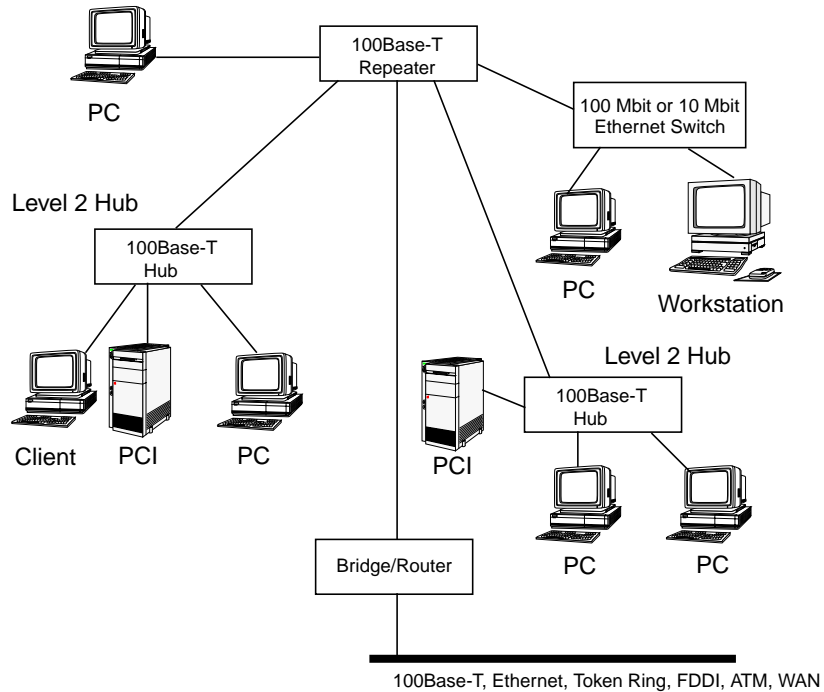 100Base-T
Repeater
PC
100 Mbit or 10 Mbit
Ethernet Switch
Level 2 Hub
100Base-T
Hub
PC
Workstation
Level 2 Hub
100Base-T
Hub
Client
PCI
PC
PCI
PC
PC
Bridge/Router
100Base-T, Ethernet, Token Ring, FDDI, ATM, WAN